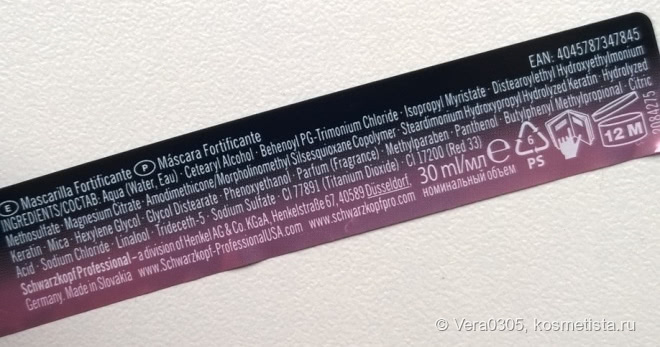 EAN: 4045787347845
E Mascarilla Fortificante P Máscara Fortificante
INGREDIENTS/СОСТАВ: Aqua (Water, Eau) · Cetearyl Alcohol · Behenoyl PG-Trimonium Chloride · Isopropyl Myristate · Distearoylethyl Hydroxyethylmonium
Methosulfate · Magnesium Citrate · Amodimethicone/Morpholinomethyl Silsesquioxane Copolymer · Steardimonium Hydroxypropyl Hydrolyzed Keratin · Hydrolyzed
Keratin · Mica · Hexylene Glycol · Glycol Distearate · Phenoxyethanol · Parfum (Fragrance) · Methylparaben · Panthenol · Butylphenyl Methylpropional · Citric
Acid · Sodium Chloride · Linalool · Trideceth-5 · Sodium Sulfate · CI 77891 (Titanium Dioxide) · CI 17200 (Red 33)
Schwarzkopf Professional – a division of Henkel AG & Co. KGaA, Henkelstraße 67, 40589 Düsseldorf,
Germany. Made in Slovakia www.Schwarzkopf-ProfessionalUSA.com www.schwarzkopfpro.com
30 ml/мл e
номинальный объем
6
PS
12 M
2084275
© Vera0305, kosmetista.ru